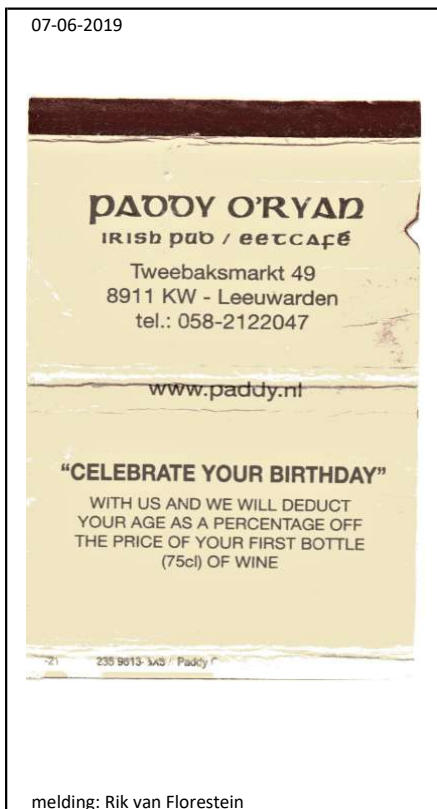 07-06-2019
PADDY O'RYAN
IRISH PUB / EETCAFÉ
Tweebaksmarkt 49
8911 KW - Leeuwarden
tel.: 058-2122047
www.paddy.nl
“CELEBRATE YOUR BIRTHDAY”
WITH US AND WE WILL DEDUCT
YOUR AGE AS A PERCENTAGE OFF
THE PRICE OF YOUR FIRST BOTTLE
(75cl) OF WINE
Paddy
melding: Rik van Florestein